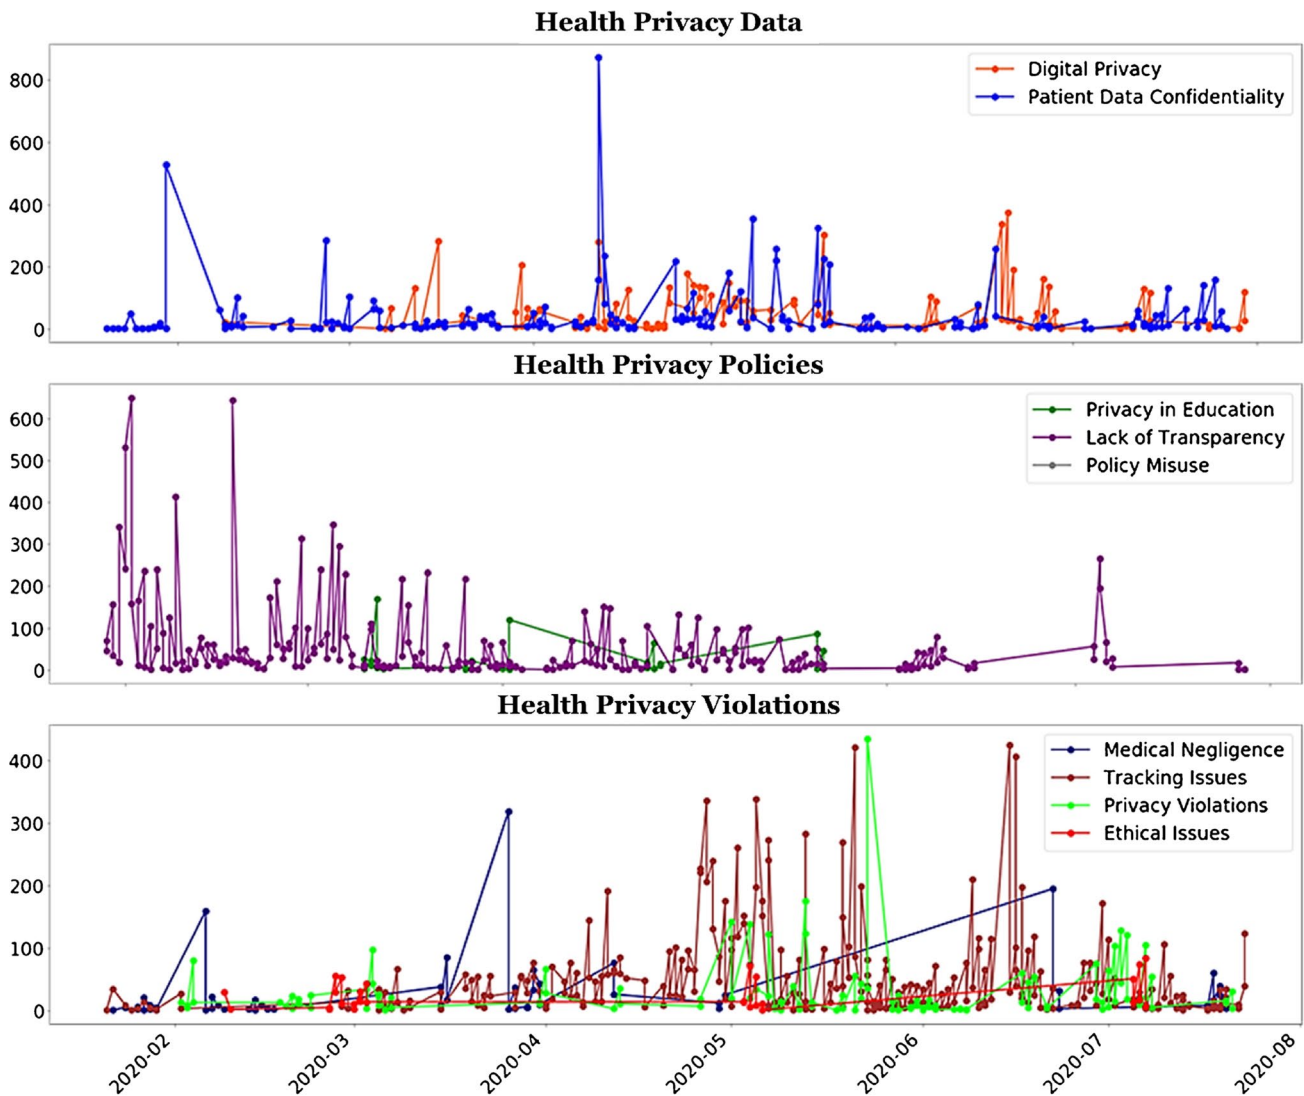 Health Privacy Data
800
600
400
200
0
Digital Privacy
Patient Data Confidentiality
Health Privacy Policies
600
500
400
300
200
100
0
Privacy in Education
Lack of Transparency
Policy Misuse
Health Privacy Violations
400
300
200
100
0
Medical Negligence
Tracking Issues
Privacy Violations
Ethical Issues
2020-02
2020-03
2020-04
2020-05
2020-06
2020-07
2020-08